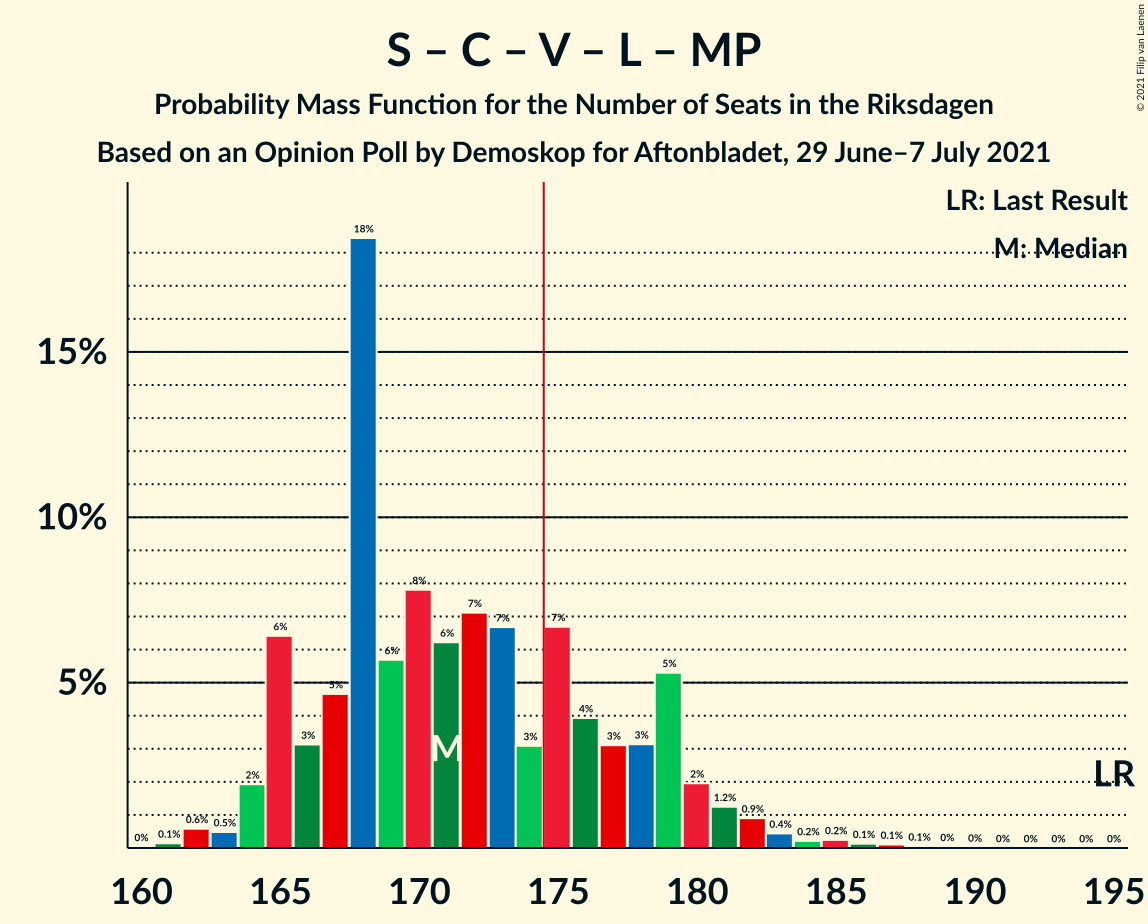 S – C – V – L – MP
Probability Mass Function for the Number of Seats in the Riksdagen
Based on an Opinion Poll by Demoskop for Aftonbladet, 29 June–7 July 2021
© 2021 Filip van Laenen
LR: Last Result
M: Median
15%
10%
5%
0% 0.1% 0.6% 0.5% 2% 6% 3% 5% 18% 6% 8% 6% 7% 7% 3% 7% 4% 3% 3% 5% 2% 1.2% 0.9% 0.4% 0.2% 0.2% 0.1% 0.1% 0.1% 0% 0% 0% 0% 0% 0% 0%
M
LR
160 165 170 175 180 185 190 195